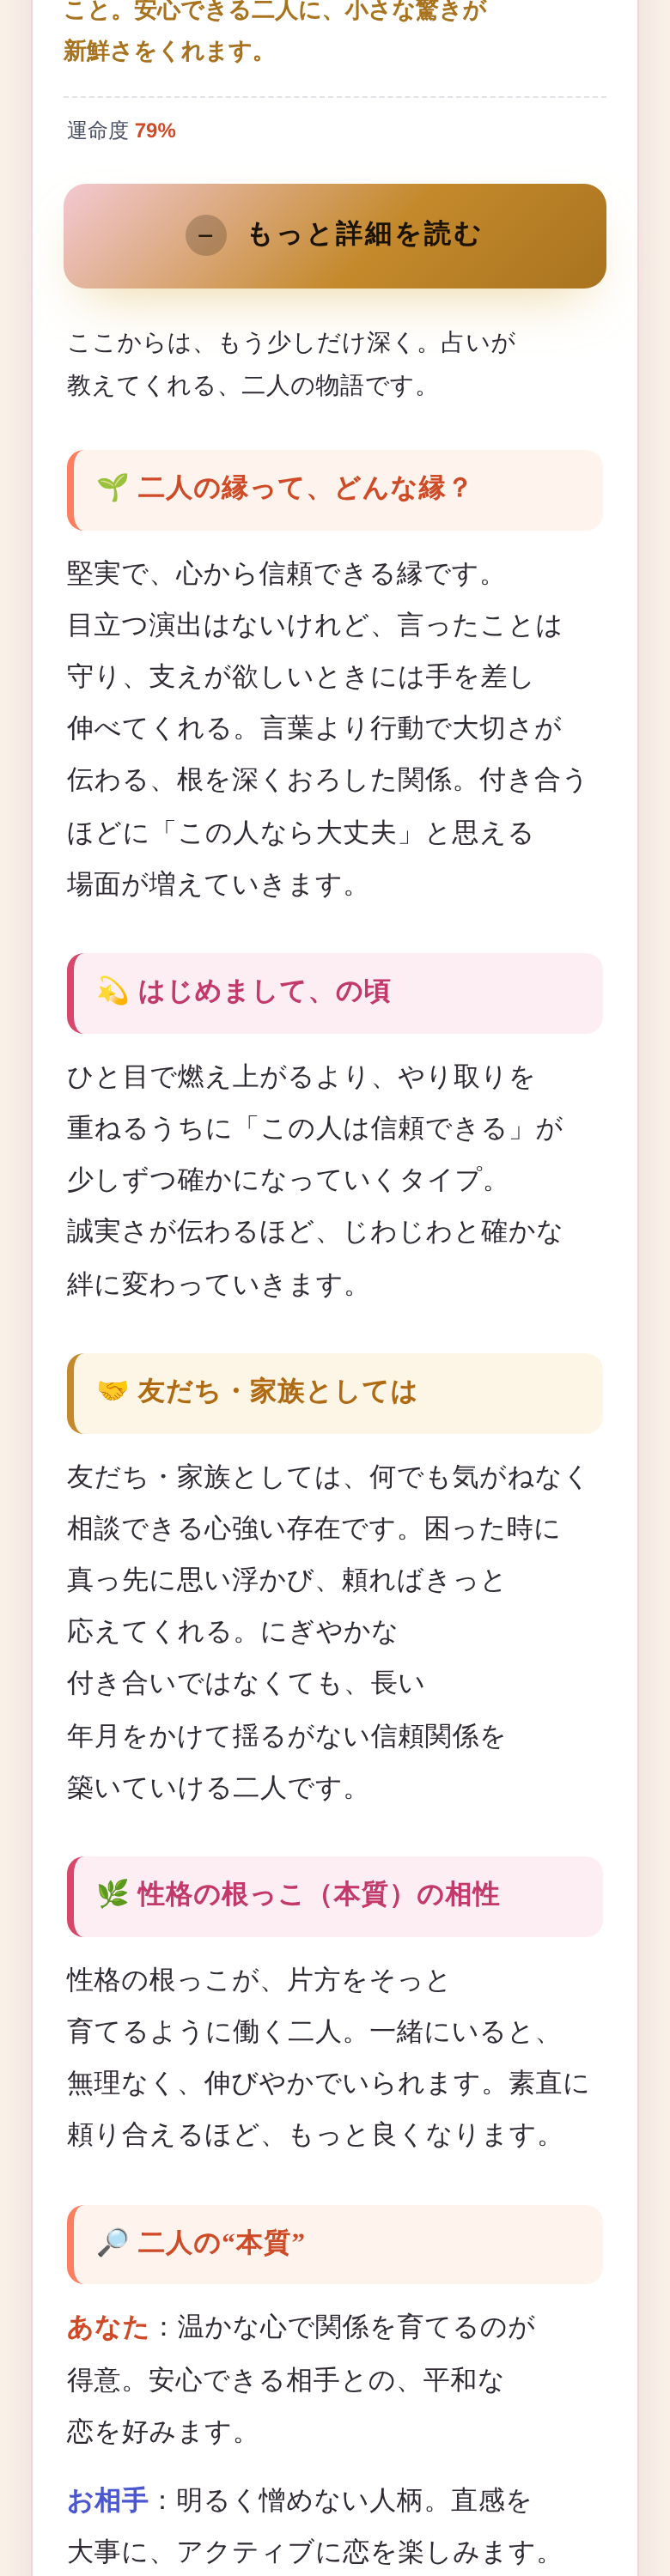 こと。安心できる二人に、小さな驚きが
新鮮さをくれます。
運命度 79%
− もっと詳細を読む
ここからは、もう少しだけ深く。占いが
教えてくれる、二人の物語です。
🌱 二人の縁って、どんな縁？
堅実で、心から信頼できる縁です。
目立つ演出はないけれど、言ったことは
守り、支えが欲しいときには手を差し
伸べてくれる。言葉より行動で大切さが
伝わる、根を深くおろした関係。付き合う
ほどに「この人なら大丈夫」と思える
場面が増えていきます。
💫 はじめまして、の頃
ひと目で燃え上がるより、やり取りを
重ねるうちに「この人は信頼できる」が
少しずつ確かになっていくタイプ。
誠実さが伝わるほど、じわじわと確かな
絆に変わっていきます。
🤝 友だち・家族としては
友だち・家族としては、何でも気がねなく
相談できる心強い存在です。困った時に
真っ先に思い浮かび、頼ればきっと
応えてくれる。にぎやかな
付き合いではなくても、長い
年月をかけて揺るがない信頼関係を
築いていける二人です。
🌿 性格の根っこ（本質）の相性
性格の根っこが、片方をそっと
育てるように働く二人。一緒にいると、
無理なく、伸びやかでいられます。素直に
頼り合えるほど、もっと良くなります。
🔎 二人の“本質”
あなた：温かな心で関係を育てるのが
得意。安心できる相手との、平和な
恋を好みます。
お相手：明るく憎めない人柄。直感を
大事に、アクティブに恋を楽しみます。